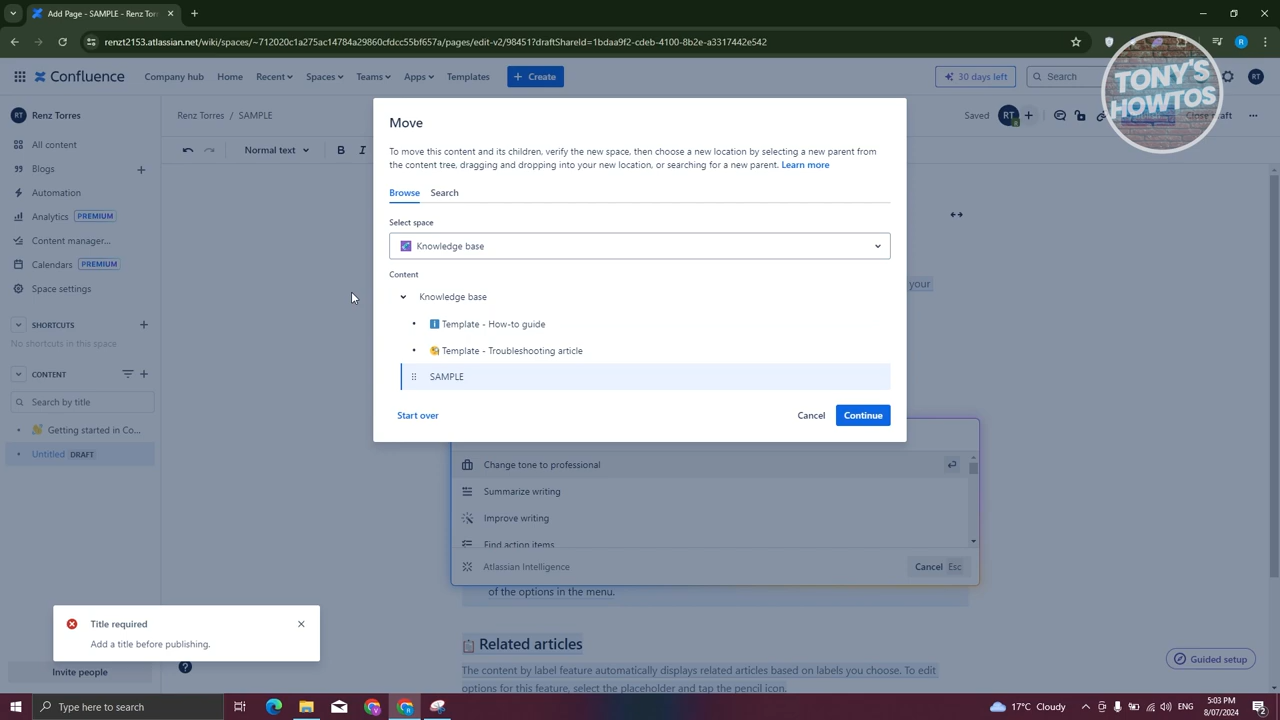 Add Page - Confluence
renzt2153.atlassian.net/wiki/spaces/~712020c1a275ac14784a29860cfdcc55bf657a/pages/edit-v2/98451?draftShareId=1bdaa9f2-cdeb-4100-8b2e-a3317442e542
Confluence
Company hub
Home
Recent
Spaces
Teams
Apps
Templates
+ Create
30 days left
Search
RT
TONY'S
HOWTOS
RT Renz Torres
Renz Torres / SAMPLE
Saved
RT
Close draft
All content
Blogs
Automation
Analytics PREMIUM
Content manager...
Calendars PREMIUM
Space settings
SHORTCUTS
No shortcuts in this space
CONTENT
Search by title
Getting started in Co...
Untitled DRAFT
Invite people
Normal text
B
I
Move
To move this content and its children, verify the new space, then choose a new location by selecting a new parent from
the content tree, dragging and dropping into your new location, or searching for a new parent. Learn more
Browse
Search
Select space
Knowledge base
Content
Knowledge base
Template - How-to guide
Template - Troubleshooting article
SAMPLE
Start over
Cancel
Continue
your
Change tone to professional
Summarize writing
Improve writing
Find action items
Atlassian Intelligence
Cancel Esc
of the options in the menu.
Related articles
The content by label feature automatically displays related articles based on labels you choose. To edit
options for this feature, select the placeholder and tap the pencil icon.
Title required
Add a title before publishing.
Guided setup
Type here to search
17°C Cloudy
ENG
5:03 PM
8/07/2024